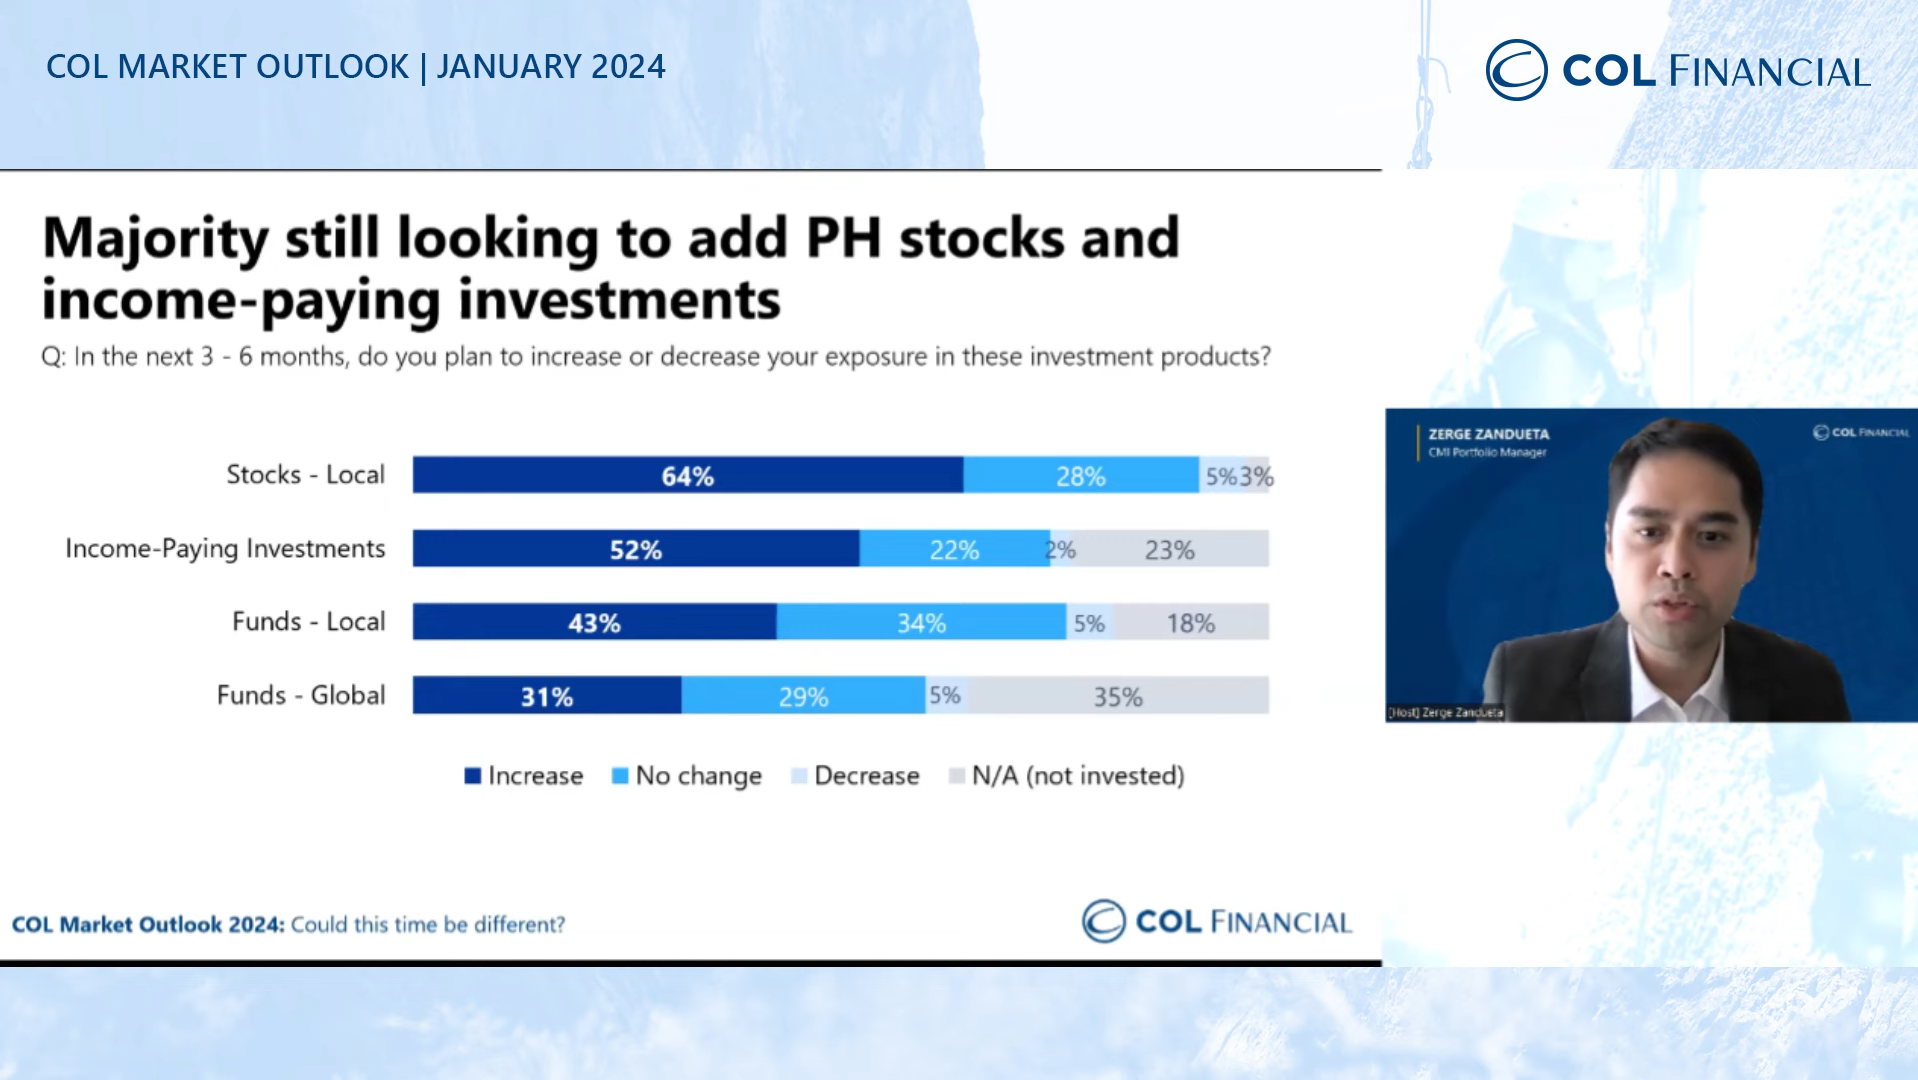 COL MARKET OUTLOOK | JANUARY 2024
COL FINANCIAL
Majority still looking to add PH stocks and
income-paying investments
Q: In the next 3 - 6 months, do you plan to increase or decrease your exposure in these investment products?
Stocks - Local 64% 28% 5% 3%
Income-Paying Investments 52% 22% 2% 23%
Funds - Local 43% 34% 5% 18%
Funds - Global 31% 29% 5% 35%
Increase No change Decrease N/A (not invested)
COL Market Outlook 2024: Could this time be different?
COL FINANCIAL
ZERGE ZANDUETA
CMI Portfolio Manager
COL FINANCIAL
[Host] Zerge Zandueta